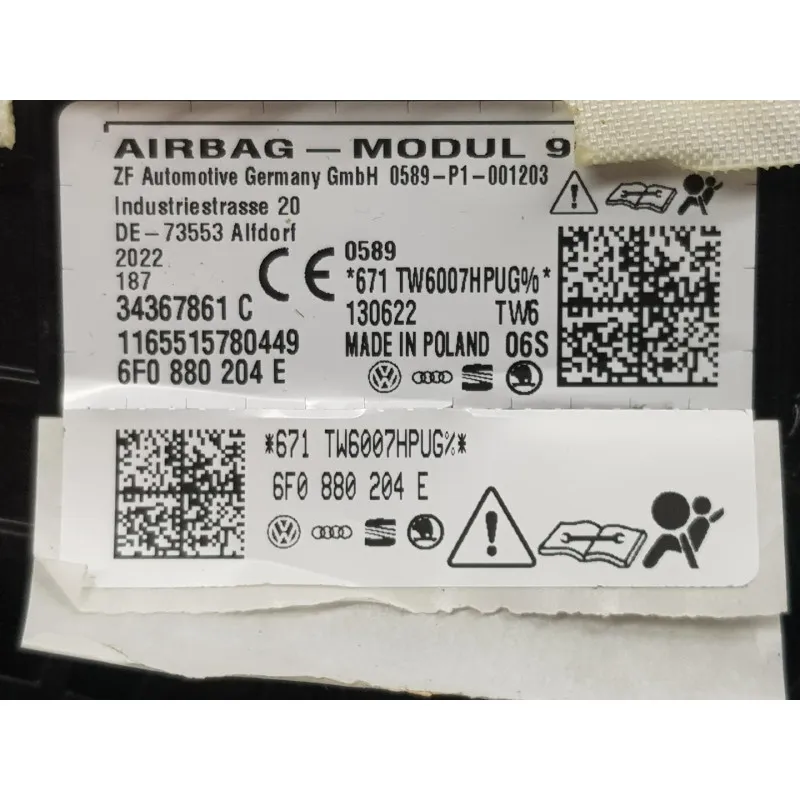 AIRBAG – MODUL 9
ZF Automotive Germany GmbH 0589-P1-001203
Industriestrasse 20
DE-73553 Alfdorf
2022
187
0589
*671 TW6007HPUG%*
34367861 C
130622 TW6
1165515780449
MADE IN POLAND 06S
6F0 880 204 E
*671 TW6007HPUG%*
6F0 880 204 E